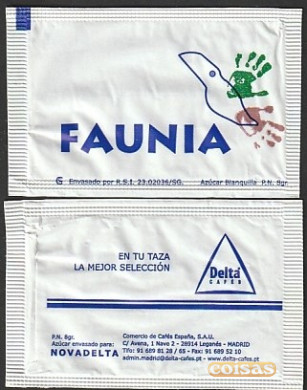 FAUNIA
G Envasado por R.S.I. 23.02036/SG. Azúcar Blanquilla P.N. 8gr.
EN TU TAZA
LA MEJOR SELECCIÓN
Delta
CAFÉS
P.N. 8gr.
Azúcar envasado para:
NOVADELTA
Comercio de Cafés España, S.A.U.
C/ Avena, 1 Nave 2 - 28914 Leganés - MADRID
Tfno 91 689 81 28 / 65 - Fax: 91 689 52 10
admin.madrid@delta-cafes.pt - www.delta-cafes.pt
coisas